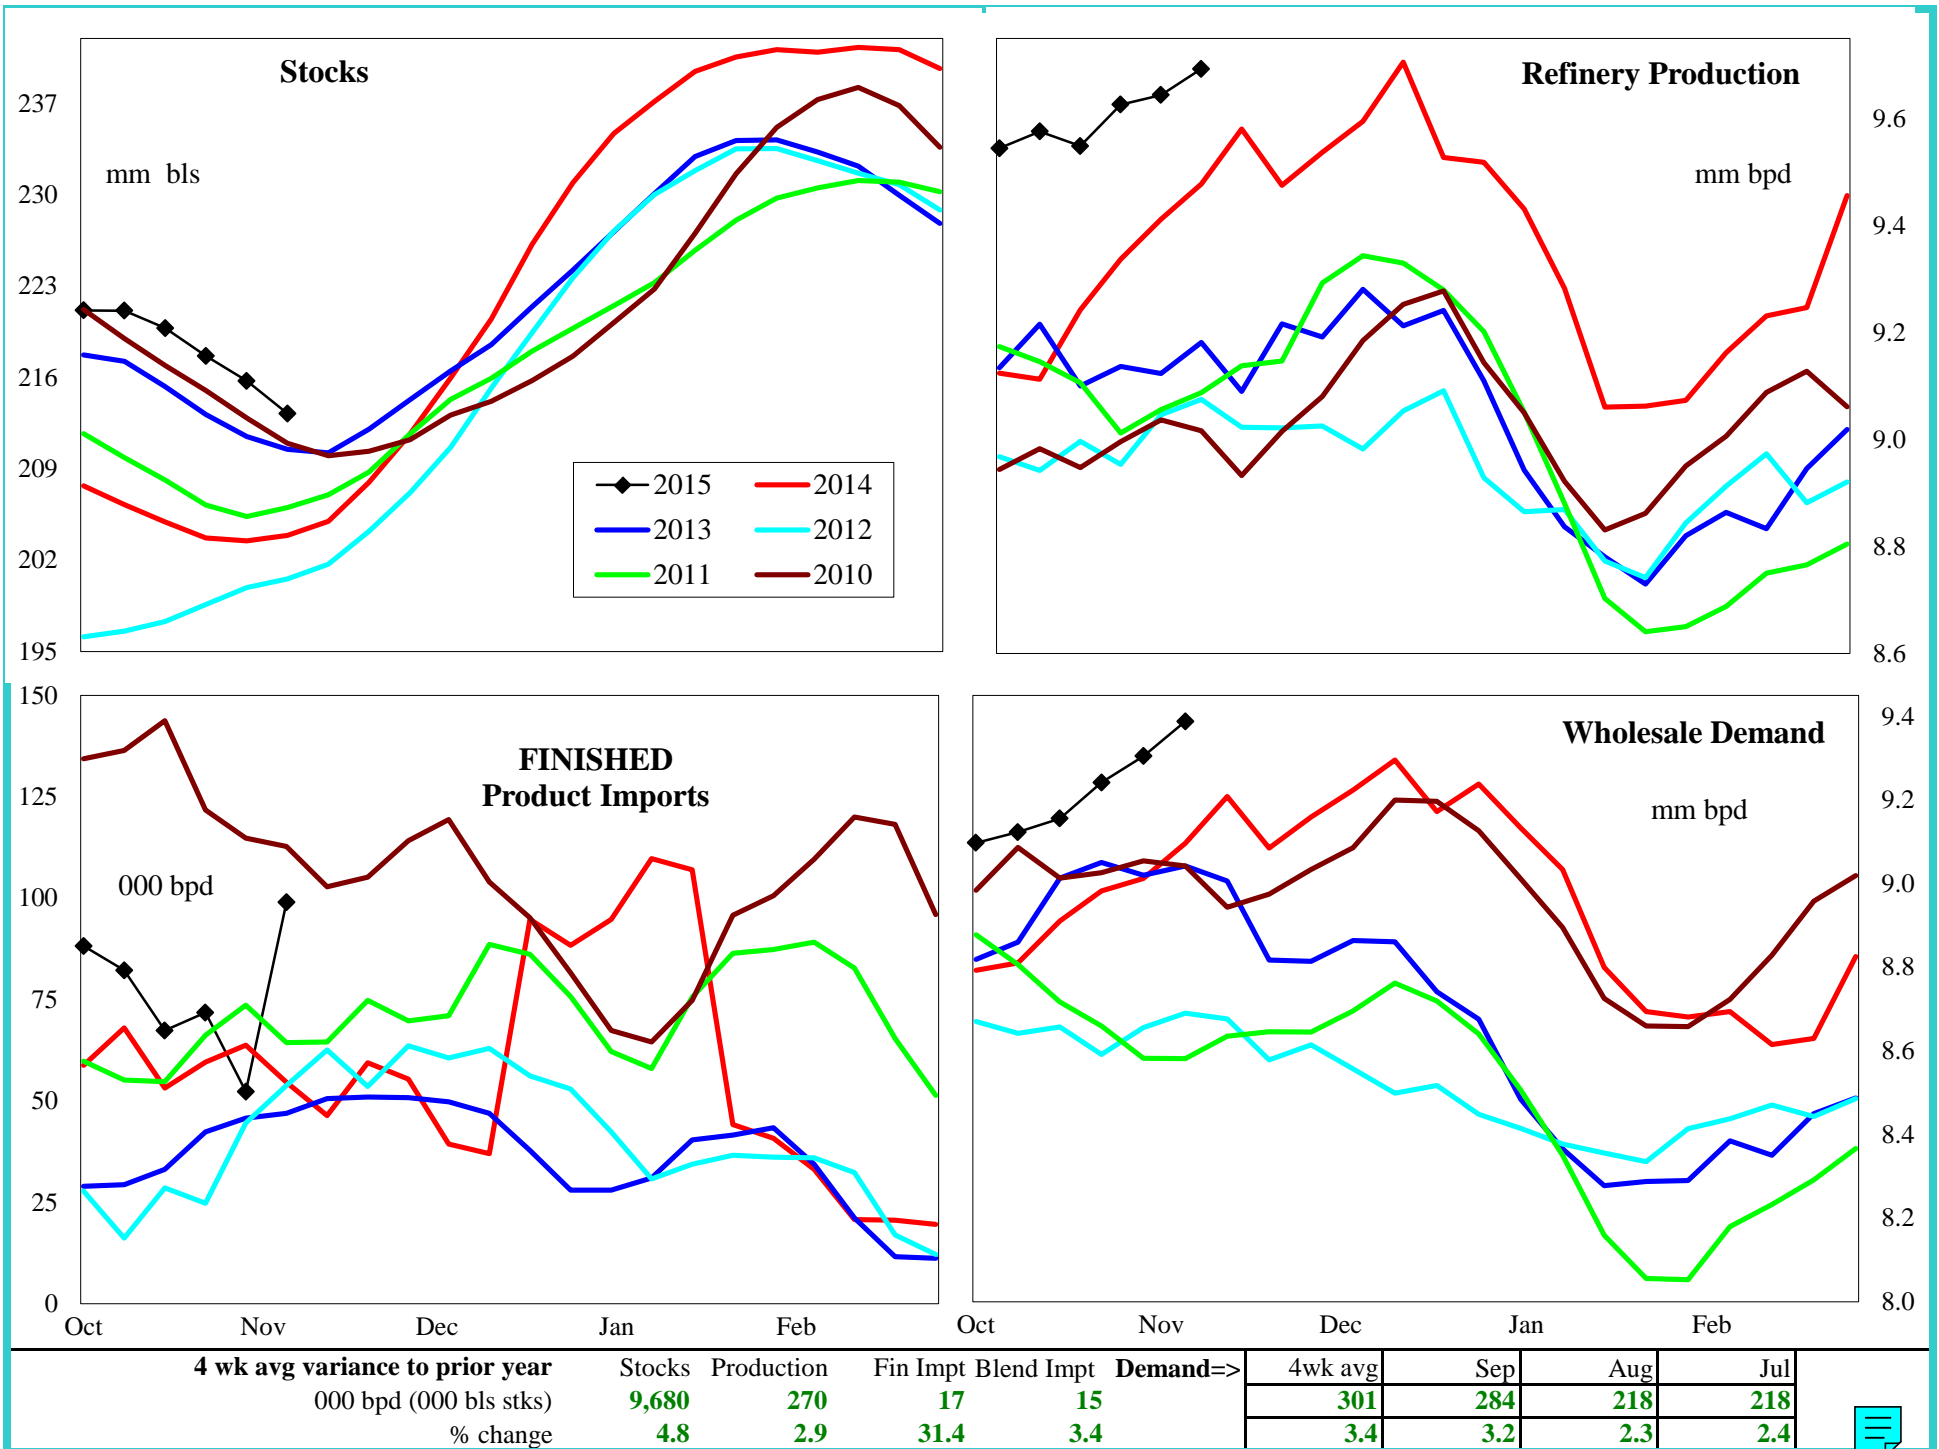 Stocks
mm bls
237
230
223
216
209
202
195
2015 2014
2013 2012
2011 2010
Refinery Production
mm bpd
9.6
9.4
9.2
9.0
8.8
8.6
FINISHED
Product Imports
000 bpd
150
125
100
75
50
25
0
Oct Nov Dec Jan Feb
Wholesale Demand
mm bpd
9.4
9.2
9.0
8.8
8.6
8.4
8.2
8.0
Oct Nov Dec Jan Feb
4 wk avg variance to prior year Stocks Production Fin Impt Blend Impt Demand=> 4wk avg Sep Aug Jul
000 bpd (000 bls stks) 9,680 270 17 15 301 284 218 218
% change 4.8 2.9 31.4 3.4 3.4 3.2 2.3 2.4